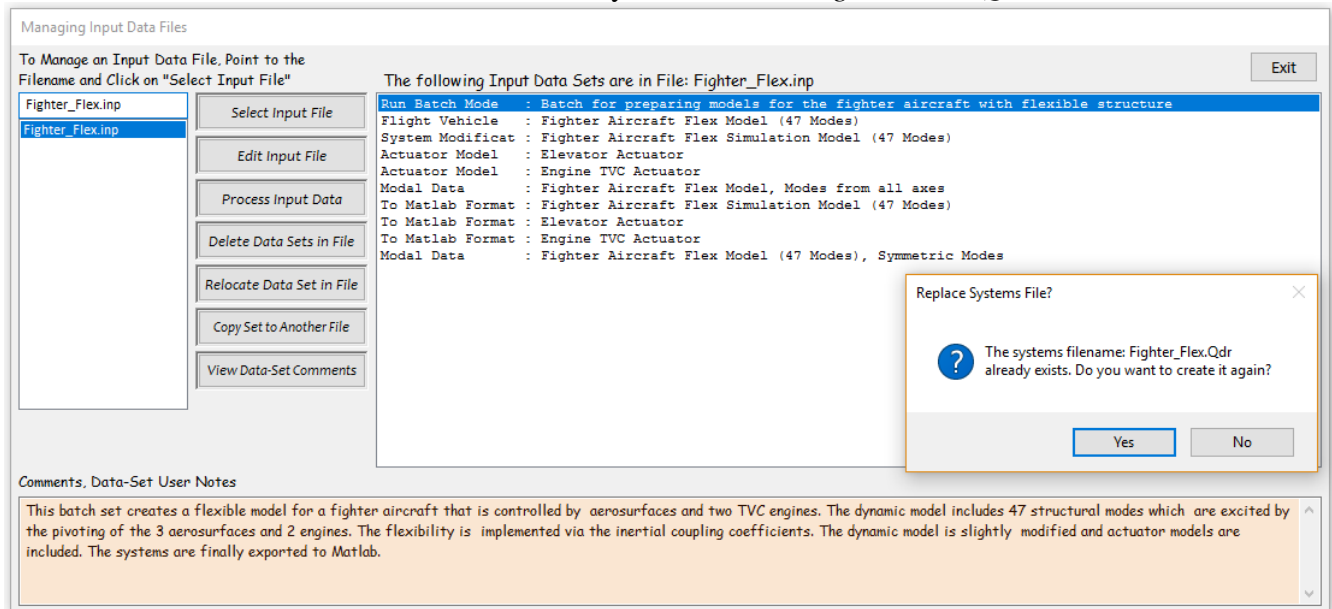 Managing Input Data Files
To Manage an Input Data File, Point to the
Filename and Click on "Select Input File"
The following Input Data Sets are in File: Fighter_Flex.inp
Exit
Fighter_Flex.inp
Fighter_Flex.inp
Select Input File
Edit Input File
Process Input Data
Delete Data Sets in File
Relocate Data Set in File
Copy Set to Another File
View Data-Set Comments
Run Batch Mode : Batch for preparing models for the fighter aircraft with flexible structure
Flight Vehicle : Fighter Aircraft Flex Model (47 Modes)
System Modificat : Fighter Aircraft Flex Simulation Model (47 Modes)
Actuator Model : Elevator Actuator
Actuator Model : Engine TVC Actuator
Modal Data : Fighter Aircraft Flex Model, Modes from all axes
To Matlab Format : Fighter Aircraft Flex Simulation Model (47 Modes)
To Matlab Format : Elevator Actuator
To Matlab Format : Engine TVC Actuator
Modal Data : Fighter Aircraft Flex Model (47 Modes), Symmetric Modes
Replace Systems File?
The systems filename: Fighter_Flex.Qdr
already exists. Do you want to create it again?
Yes
No
Comments, Data-Set User Notes
This batch set creates a flexible model for a fighter aircraft that is controlled by aerosurfaces and two TVC engines. The dynamic model includes 47 structural modes which are excited by
the pivoting of the 3 aerosurfaces and 2 engines. The flexibility is implemented via the inertial coupling coefficients. The dynamic model is slightly modified and actuator models are
included. The systems are finally exported to Matlab.